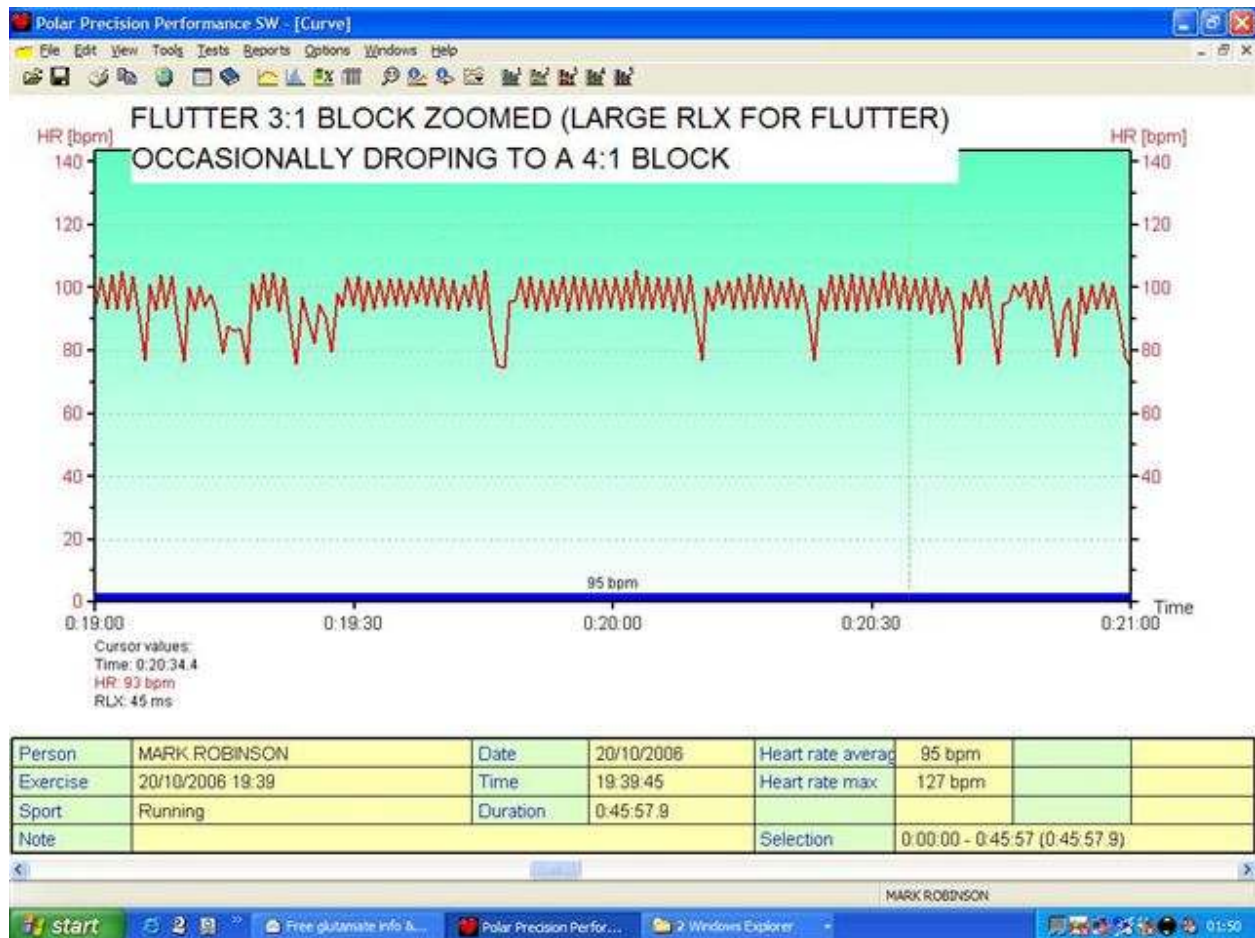 Polar Precision Performance SW - [Curve]
File Edit View Tools Tests Reports Options Windows Help
FLUTTER 3:1 BLOCK ZOOMED (LARGE RLX FOR FLUTTER)
OCCASIONALLY DROPING TO A 4:1 BLOCK
HR [bpm] HR [bpm]
140 140
120 120
100 100
80 80
60 60
40 40
20 20
95 bpm
0 0
Time
0:19:00 0:19:30 0:20:00 0:20:30 0:21:00
Cursor values:
Time: 0:20:34.4
HR: 93 bpm
RLX: 45 ms
Person MARK ROBINSON Date 20/10/2006 Heart rate averag 95 bpm
Exercise 20/10/2006 19:39 Time 19:39:45 Heart rate max 127 bpm
Sport Running Duration 0:45:57.9
Note Selection 0:00:00 - 0:45:57 (0:45:57.9)
MARK ROBINSON
start Free glutamate info &... Polar Precision Perfor... 2 Windows Explorer 01:50